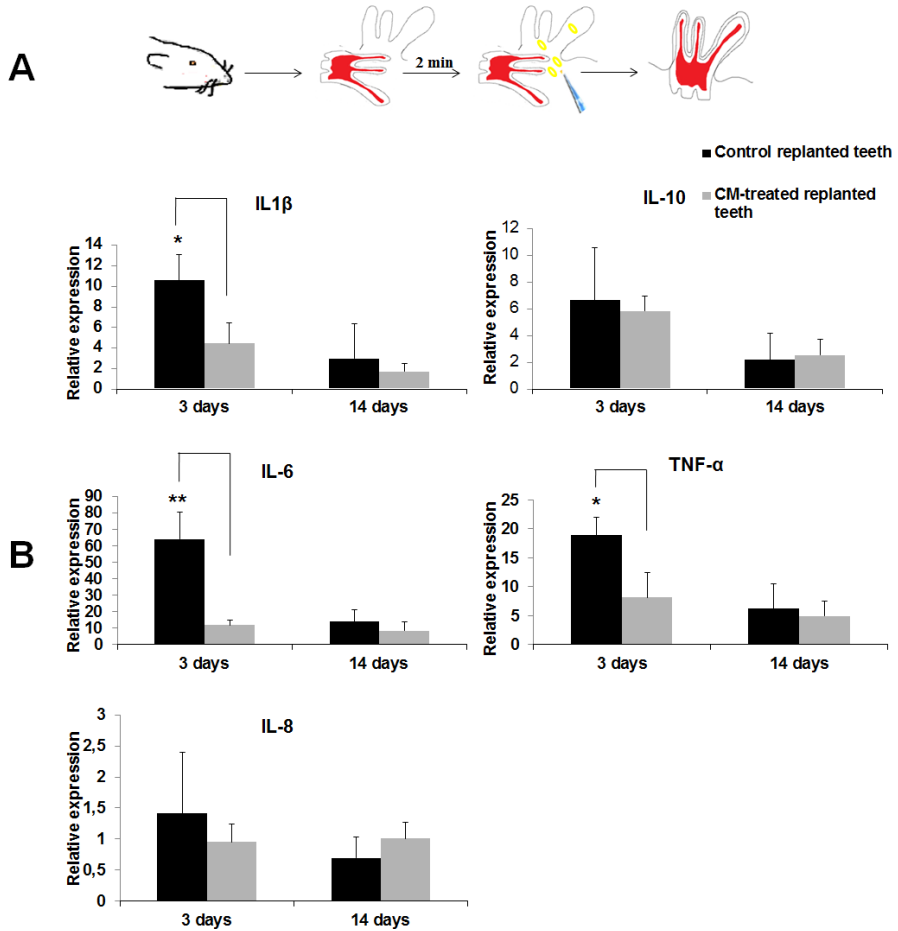 A
2 min
Control replanted teeth
CM-treated replanted
teeth
IL1β
Relative expression
14
12
10
8
6
4
2
0
*
3 days
14 days
IL-10
Relative expression
12
10
8
6
4
2
0
3 days
14 days
B
IL-6
Relative expression
90
80
70
60
50
40
30
20
10
0
**
3 days
14 days
TNF-α
Relative expression
25
20
15
10
5
0
*
3 days
14 days
IL-8
Relative expression
3
2,5
2
1,5
1
0,5
0
3 days
14 days